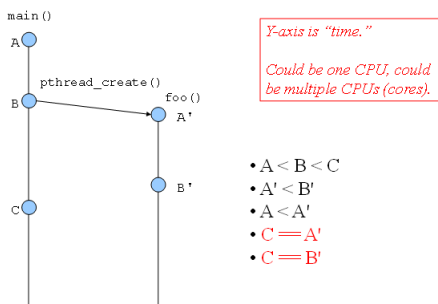 main()
A
pthread_create()
B
foo()
A'
B'
C
Y-axis is “time.”
Could be one CPU, could
be multiple CPUs (cores).
• A < B < C
• A' < B'
• A < A'
• C == A'
• C == B'